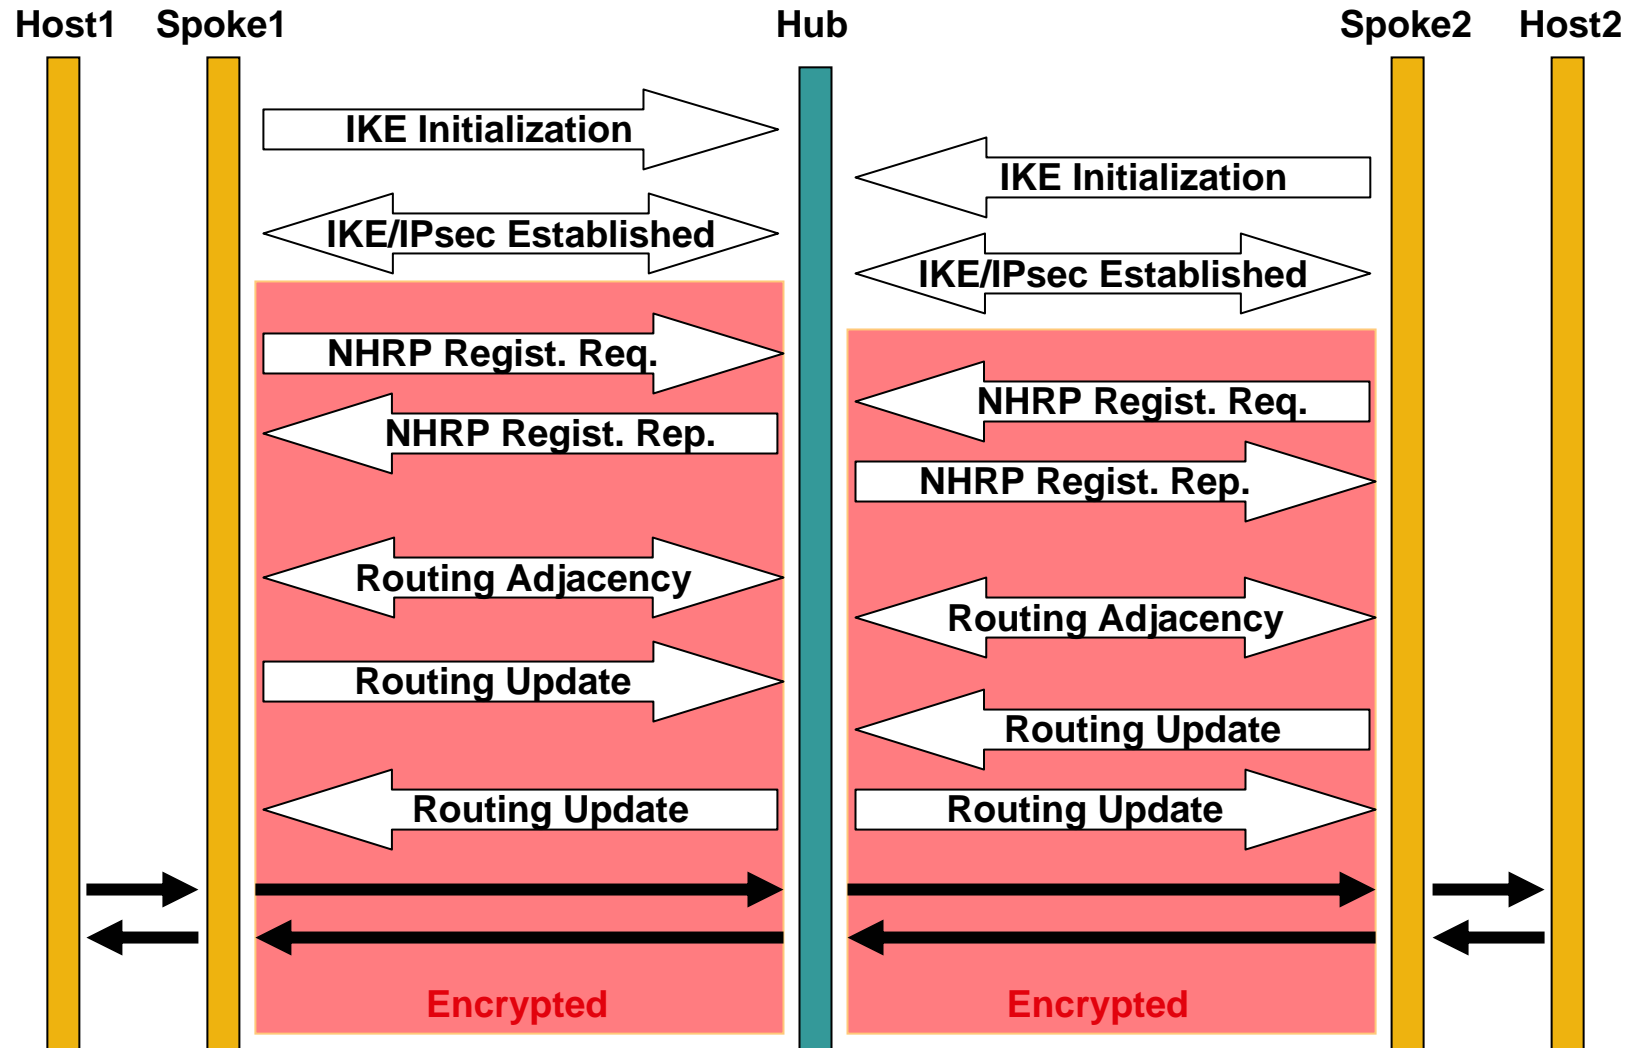 Host1 Spoke1 Hub Spoke2 Host2
IKE Initialization
IKE Initialization
IKE/IPsec Established
IKE/IPsec Established
NHRP Regist. Req.
NHRP Regist. Req.
NHRP Regist. Rep.
NHRP Regist. Rep.
Routing Adjacency
Routing Adjacency
Routing Update
Routing Update
Routing Update Routing Update
Encrypted Encrypted